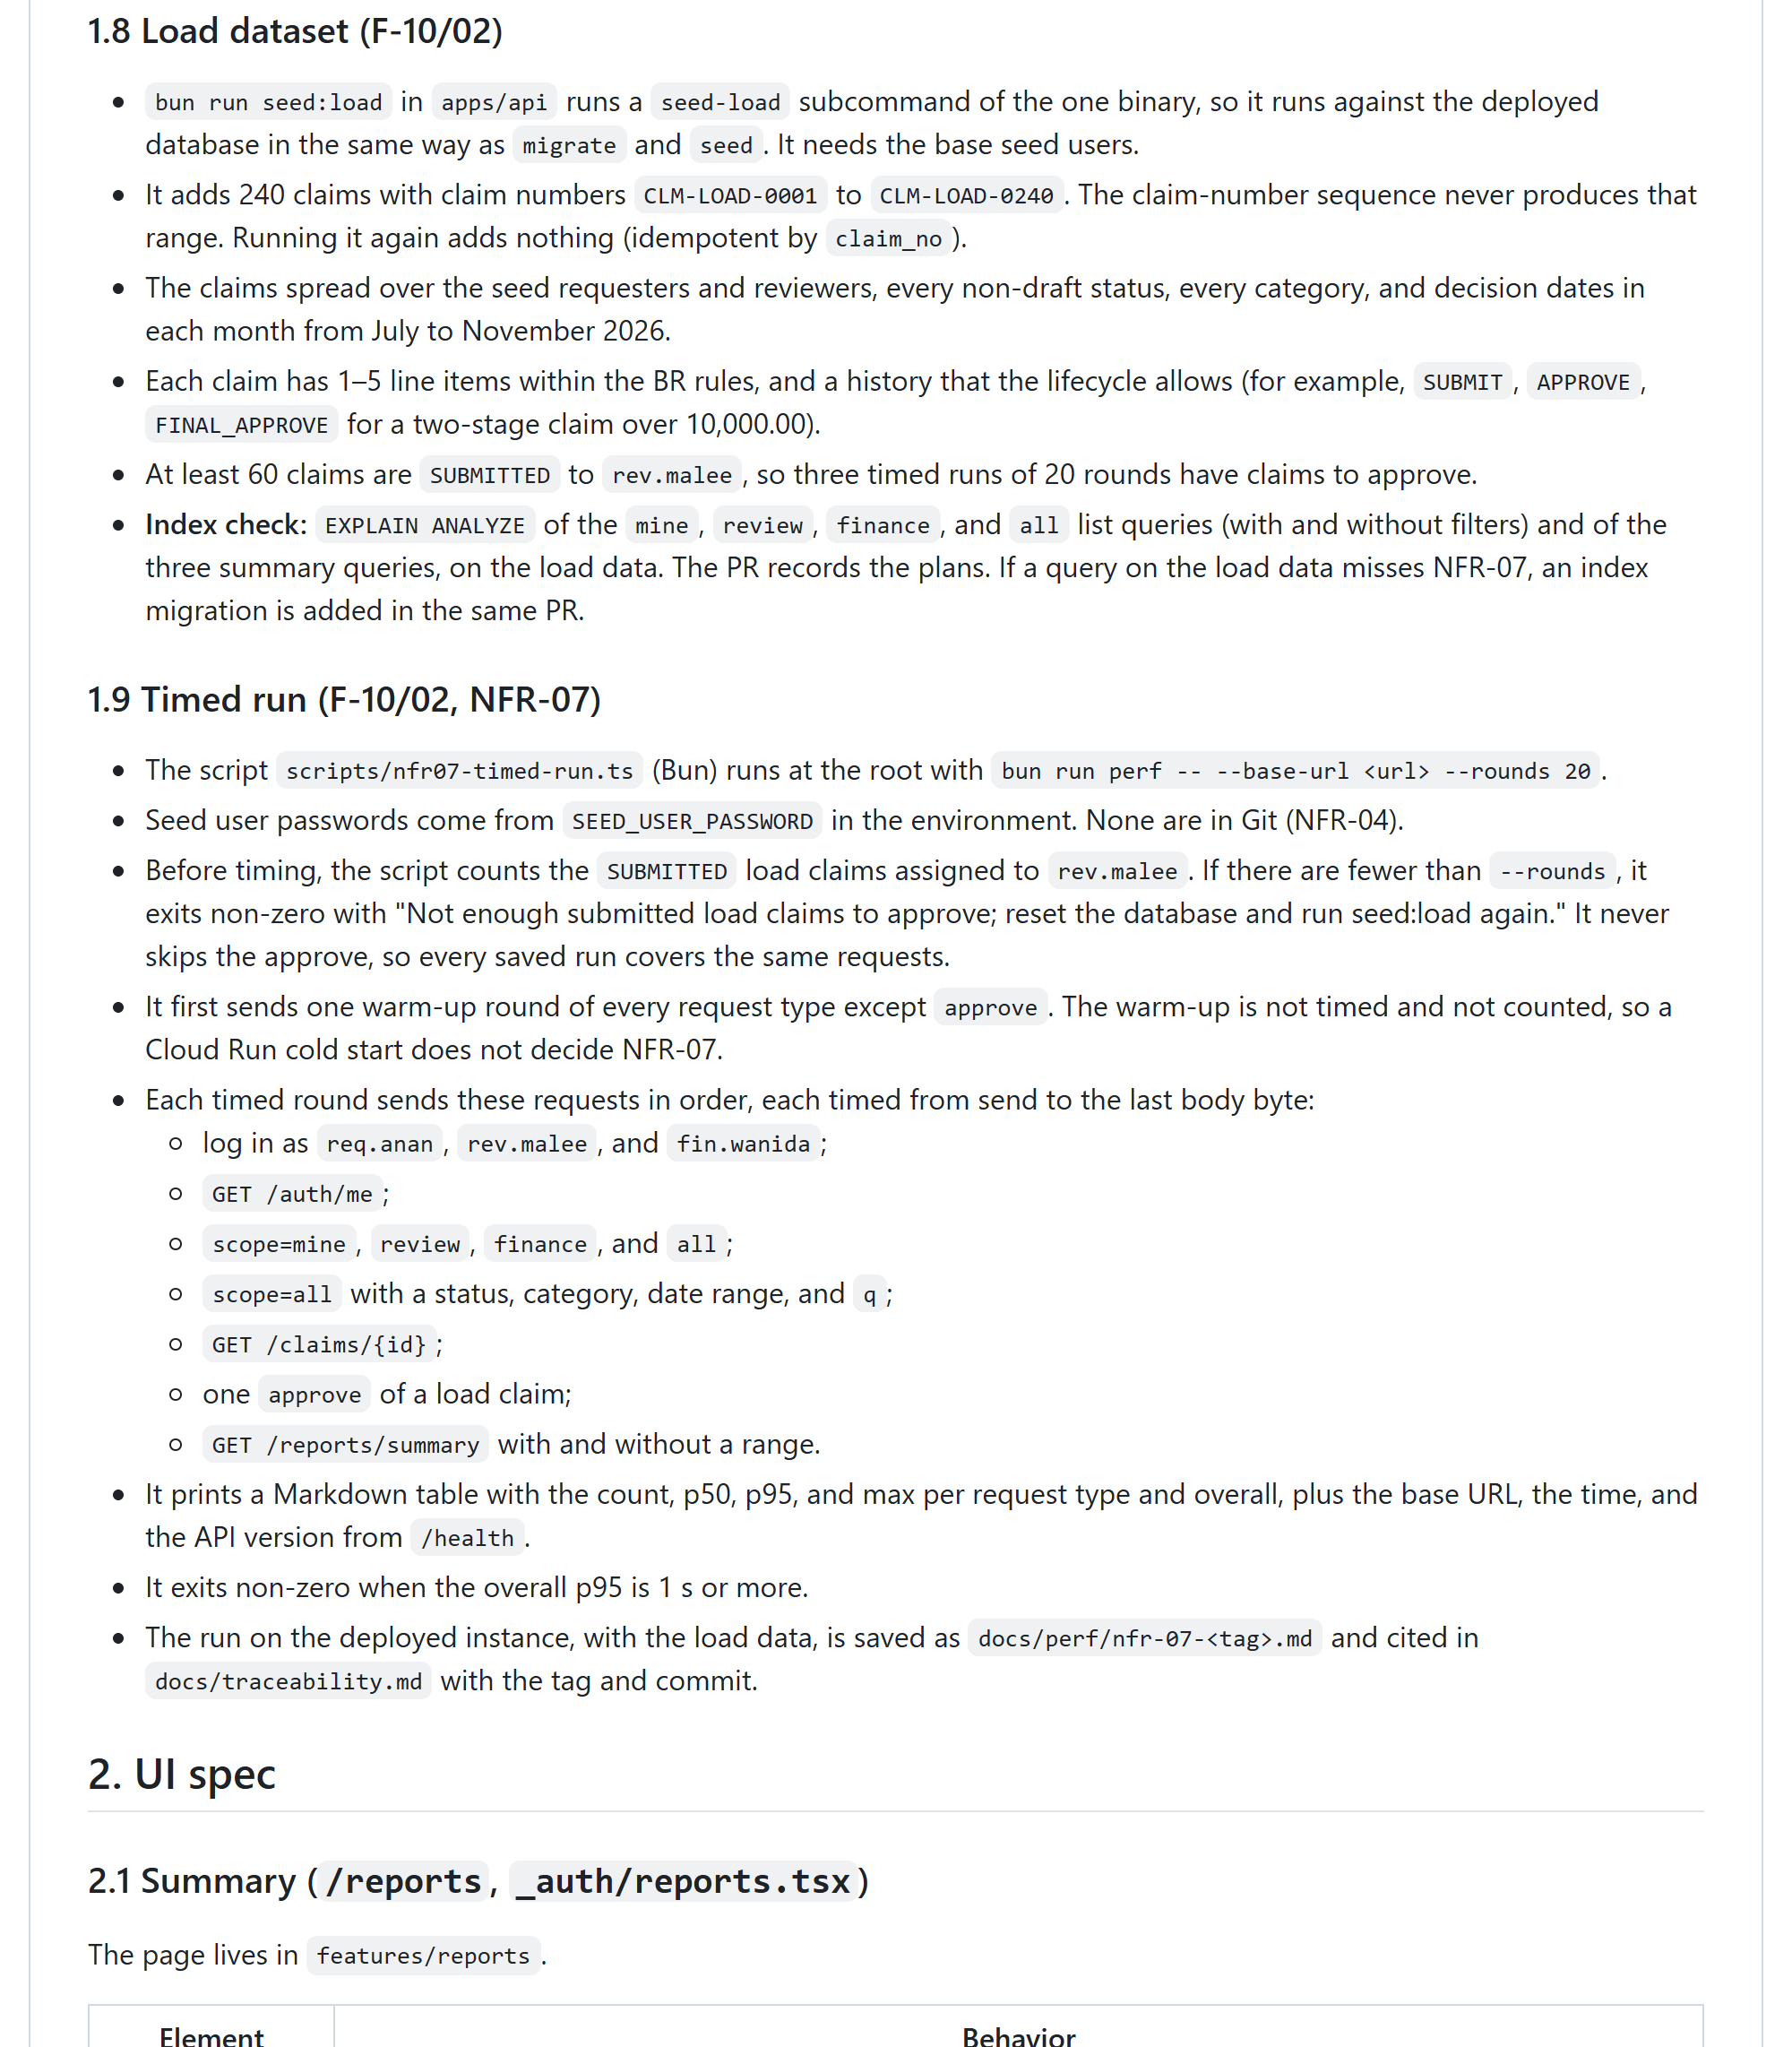 1.8 Load dataset (F-10/02)
• bun run seed:load in apps/api runs a seed-load subcommand of the one binary, so it runs against the deployed
database in the same way as migrate and seed. It needs the base seed users.
• It adds 240 claims with claim numbers CLM-LOAD-0001 to CLM-LOAD-0240. The claim-number sequence never produces that
range. Running it again adds nothing (idempotent by claim_no).
• The claims spread over the seed requesters and reviewers, every non-draft status, every category, and decision dates in
each month from July to November 2026.
• Each claim has 1–5 line items within the BR rules, and a history that the lifecycle allows (for example, SUBMIT, APPROVE,
FINAL_APPROVE for a two-stage claim over 10,000.00).
• At least 60 claims are SUBMITTED to rev.malee, so three timed runs of 20 rounds have claims to approve.
• Index check: EXPLAIN ANALYZE of the mine, review, finance, and all list queries (with and without filters) and of the
three summary queries, on the load data. The PR records the plans. If a query on the load data misses NFR-07, an index
migration is added in the same PR.
1.9 Timed run (F-10/02, NFR-07)
• The script scripts/nfr07-timed-run.ts (Bun) runs at the root with bun run perf -- --base-url <url> --rounds 20.
• Seed user passwords come from SEED_USER_PASSWORD in the environment. None are in Git (NFR-04).
• Before timing, the script counts the SUBMITTED load claims assigned to rev.malee. If there are fewer than --rounds, it
exits non-zero with "Not enough submitted load claims to approve; reset the database and run seed:load again." It never
skips the approve, so every saved run covers the same requests.
• It first sends one warm-up round of every request type except approve. The warm-up is not timed and not counted, so a
Cloud Run cold start does not decide NFR-07.
• Each timed round sends these requests in order, each timed from send to the last body byte:
○ log in as req.anan, rev.malee, and fin.wanida;
○ GET /auth/me;
○ scope=mine, review, finance, and all;
○ scope=all with a status, category, date range, and q;
○ GET /claims/{id};
○ one approve of a load claim;
○ GET /reports/summary with and without a range.
• It prints a Markdown table with the count, p50, p95, and max per request type and overall, plus the base URL, the time, and
the API version from /health.
• It exits non-zero when the overall p95 is 1 s or more.
• The run on the deployed instance, with the load data, is saved as docs/perf/nfr-07-<tag>.md and cited in
docs/traceability.md with the tag and commit.
2. UI spec
2.1 Summary (/reports, _auth/reports.tsx)
The page lives in features/reports.
Element Behavior